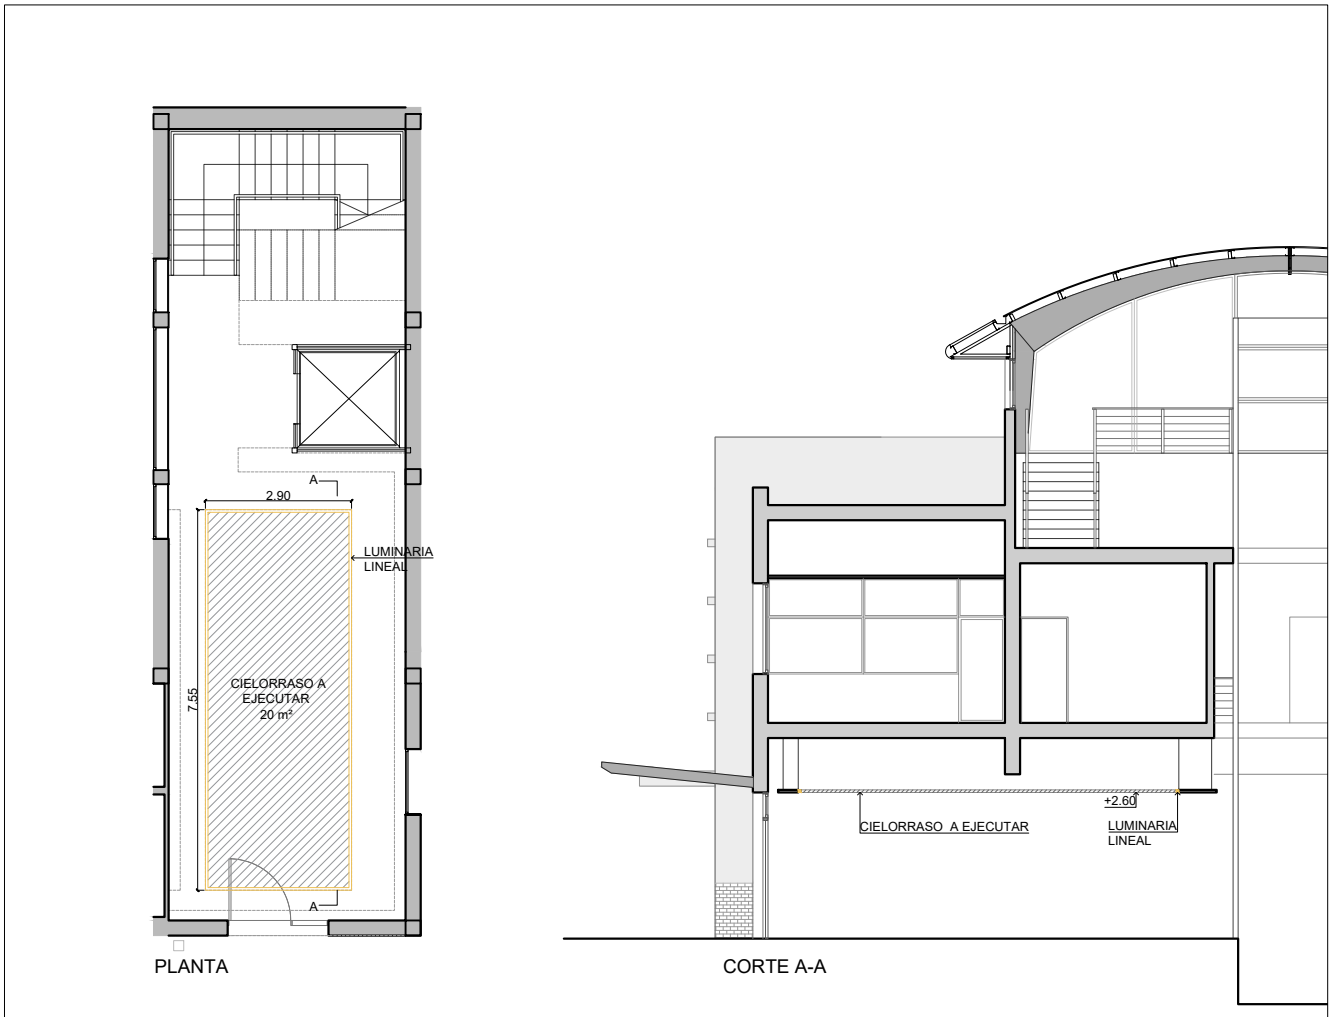 A
2.90
LUMINARIA
LINEAL
7.55
CIELORRASO A
EJECUTAR
20 m²
A
PLANTA
+2.60
CIELORRASO A EJECUTAR
LUMINARIA
LINEAL
CORTE A-A